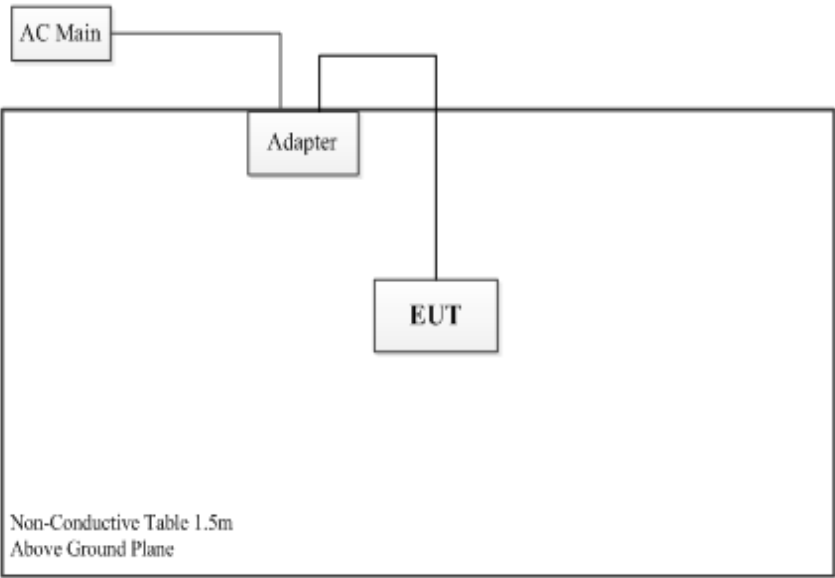 AC Main
Adapter
EUT
Non-Conductive Table 1.5m
Above Ground Plane